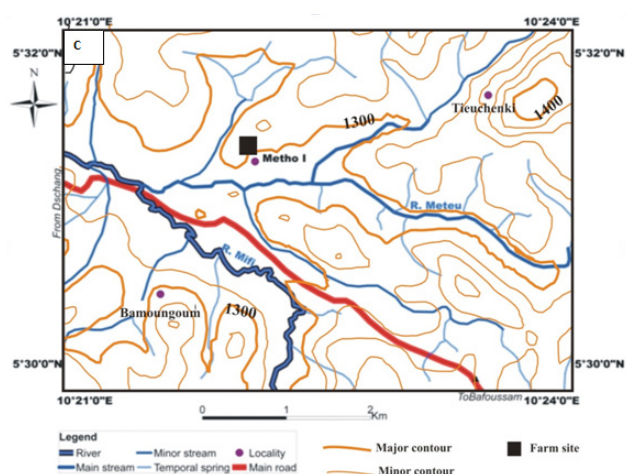 10°21'0"E
10°24'0"E
C
5°32'0"N
5°32'0"N
N
Tieuchenki
1400
1300
Metho I
From Dschang
R. Meteu
R. Mifi
Bamoungoum
1300
5°30'0"N
5°30'0"N
10°21'0"E
10°24'0"E
ToBafoussam
0 1 2
Km
Legend
River
Minor stream
Locality
Major contour
Farm site
Main stream
Temporal spring
Main road
Minor contour